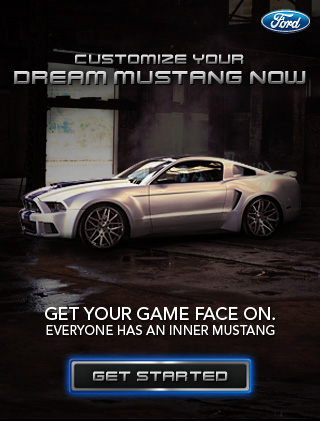 Ford
CUSTOMIZE YOUR
DREAM MUSTANG NOW
GET YOUR GAME FACE ON.
EVERYONE HAS AN INNER MUSTANG
GET STARTED